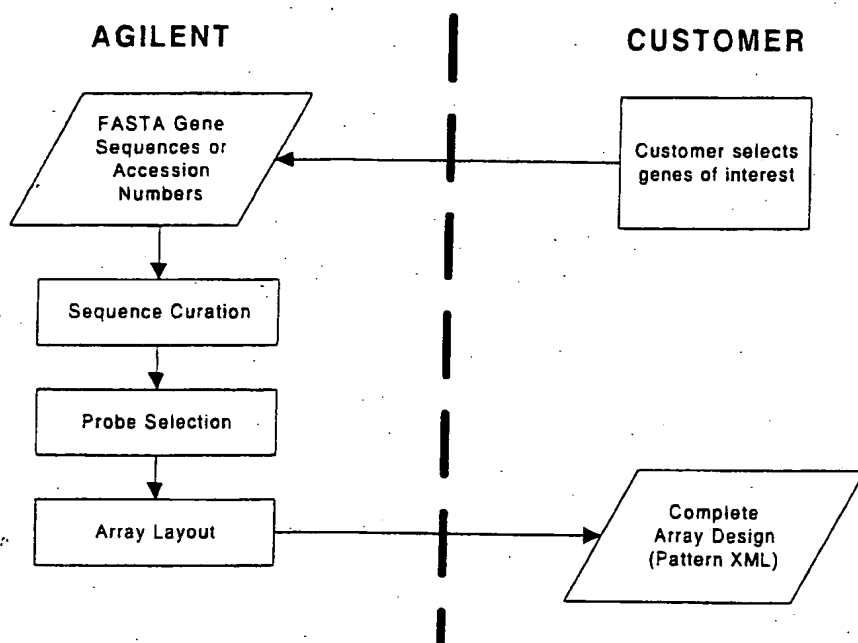 AGILENT
CUSTOMER
FASTA Gene
Sequences or
Accession
Numbers
Customer selects
genes of interest
Sequence Curation
Probe Selection
Array Layout
Complete
Array Design
(Pattern XML)